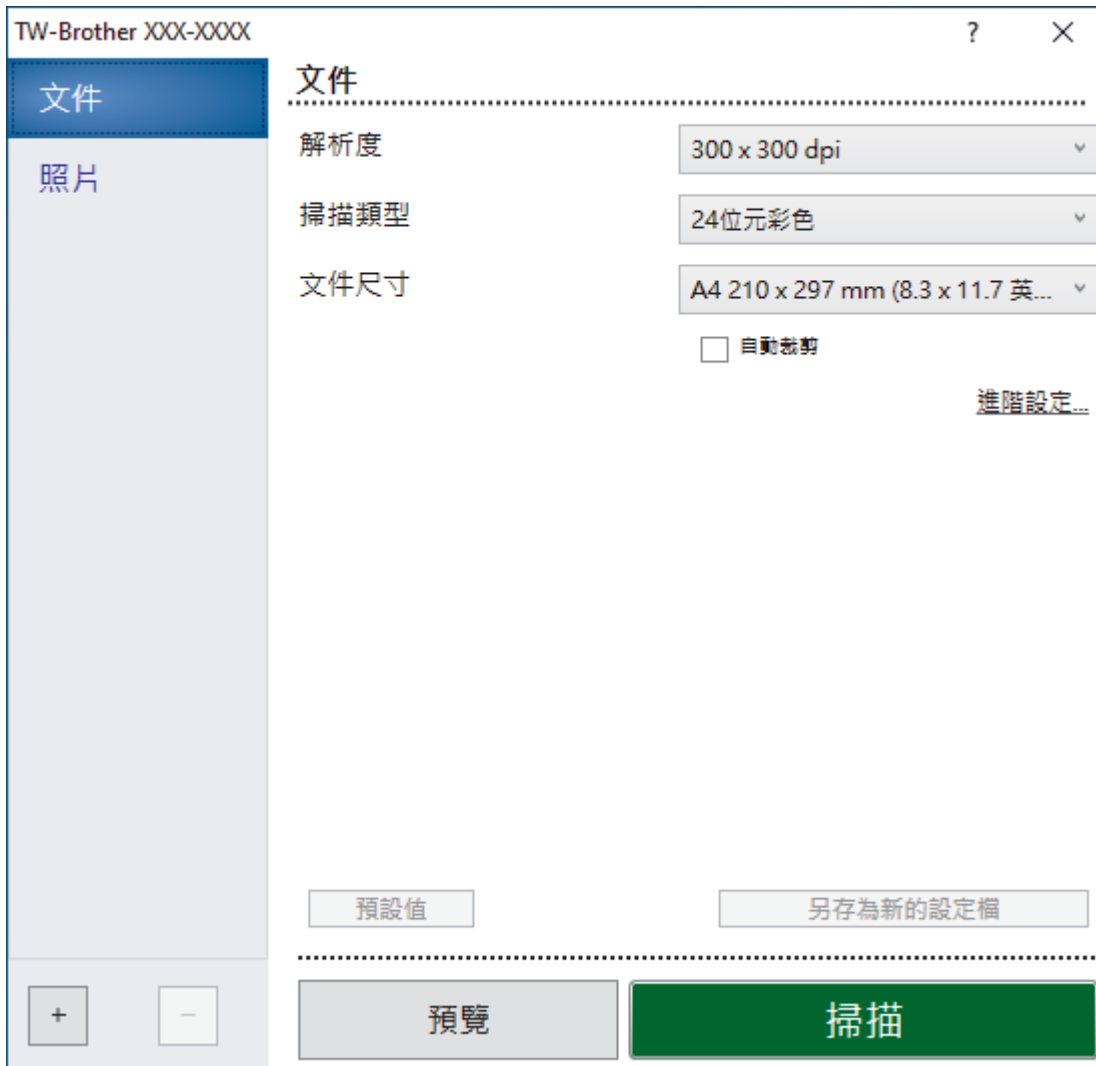 TW-Brother XXX-XXXX ?
文件
照片
文件
解析度 300 x 300 dpi
掃描類型 24位元彩色
文件尺寸 A4 210 x 297 mm (8.3 x 11.7 英...
自動裁剪
進階設定...
預設值 另存為新的設定檔
+ − 預覽 掃描